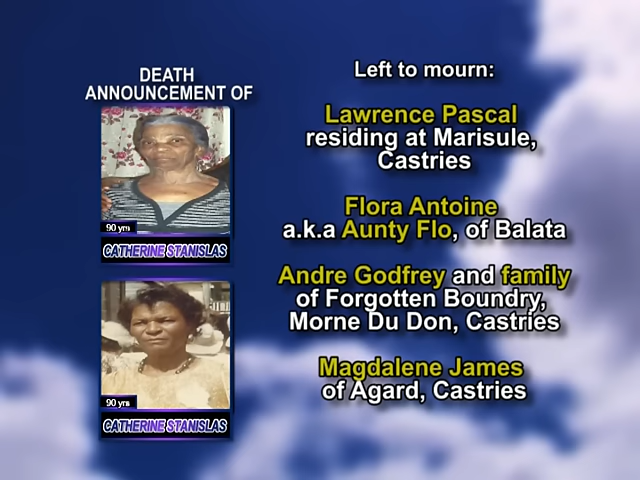 DEATH
ANNOUNCEMENT OF
90 yrs
CATHERINE STANISLAS
90 yrs
CATHERINE STANISLAS
Left to mourn:
Lawrence Pascal
residing at Marisule,
Castries
Flora Antoine
a.k.a Aunty Flo, of Balata
Andre Godfrey and family
of Forgotten Boundry,
Morne Du Don, Castries
Magdalene James
of Agard, Castries